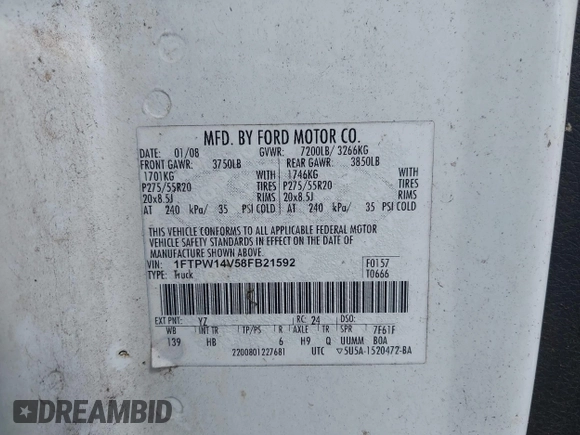 MFD. BY FORD MOTOR CO.
DATE: 01/08 GVWR: 7200LB/ 3266KG
FRONT GAWR: 3750LB REAR GAWR: 3850LB
1701KG WITH 1746KG WITH
P275/55R20 TIRES P275/55R20 TIRES
20x8.5J RIMS 20x8.5J RIMS
AT 240 kPa/ 35 PSI COLD AT 240 kPa/ 35 PSI COLD
THIS VEHICLE CONFORMS TO ALL APPLICABLE FEDERAL MOTOR
VEHICLE SAFETY STANDARDS IN EFFECT ON THE DATE OF
MANUFACTURE SHOWN ABOVE.
VIN: 1FTPW14V58FB21592 F0157
TYPE: Truck T0666
EXT PNT: YZ RC: 24 DSO:
WB INT TR TP/PS R AXLE TR SPR 7F61F
139 HB 6 H9 Q UUMM BOA
2200801227681 UTC ▽5U5A-1520472-BA
DREAMBID